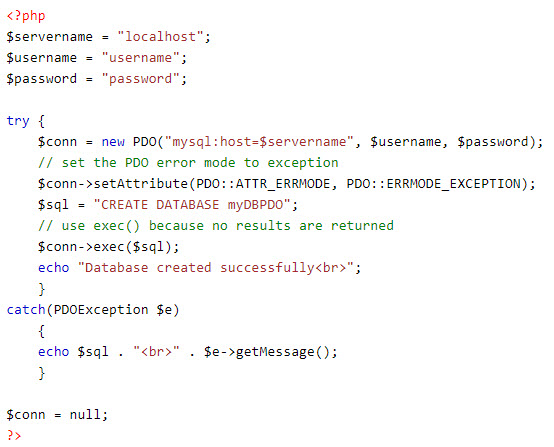 <?php
$servername = "localhost";
$username = "username";
$password = "password";

try {
    $conn = new PDO("mysql:host=$servername", $username, $password);
    // set the PDO error mode to exception
    $conn->setAttribute(PDO::ATTR_ERRMODE, PDO::ERRMODE_EXCEPTION);
    $sql = "CREATE DATABASE myDBPDO";
    // use exec() because no results are returned
    $conn->exec($sql);
    echo "Database created successfully<br>";
    }
catch(PDOException $e)
    {
    echo $sql . "<br>" . $e->getMessage();
    }

$conn = null;
?>